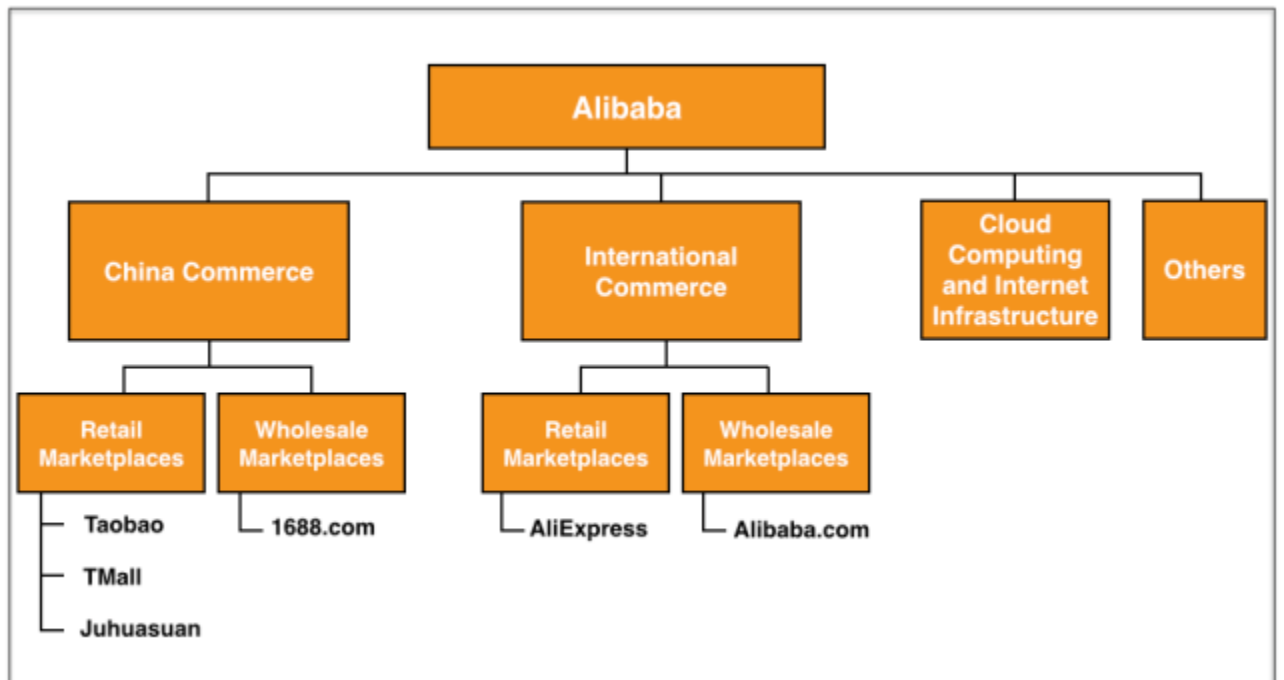 Alibaba
China Commerce
International
Commerce
Cloud
Computing
and Internet
Infrastructure
Others
Retail
Marketplaces
Wholesale
Marketplaces
Retail
Marketplaces
Wholesale
Marketplaces
Taobao
TMall
Juhuasuan
1688.com
AliExpress
Alibaba.com